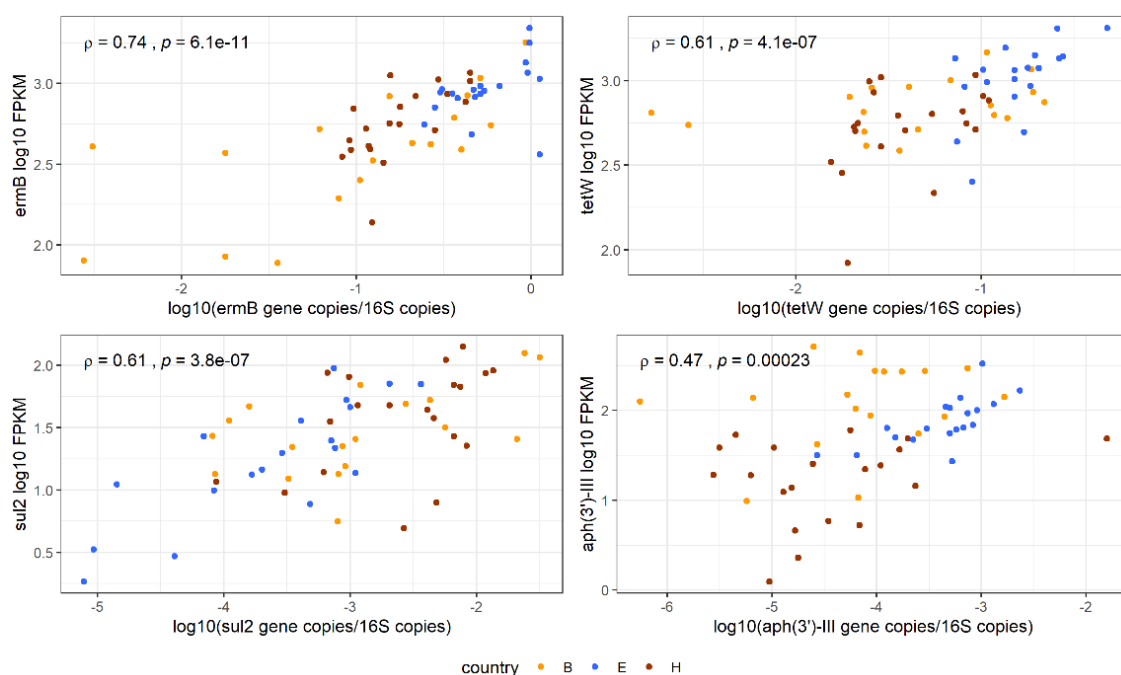 ρ = 0.74 , p = 6.1e-11
ermB log10 FPKM
3.0
2.5
2.0
-2
-1
0
log10(ermB gene copies/16S copies)
ρ = 0.61 , p = 4.1e-07
tetW log10 FPKM
3.0
2.5
2.0
-2
-1
log10(tetW gene copies/16S copies)
ρ = 0.61 , p = 3.8e-07
sul2 log10 FPKM
2.0
1.5
1.0
0.5
-5
-4
-3
-2
log10(sul2 gene copies/16S copies)
ρ = 0.47 , p = 0.00023
aph(3')-III log10 FPKM
2
1
0
-6
-5
-4
-3
-2
log10(aph(3')-III gene copies/16S copies)
country B E H